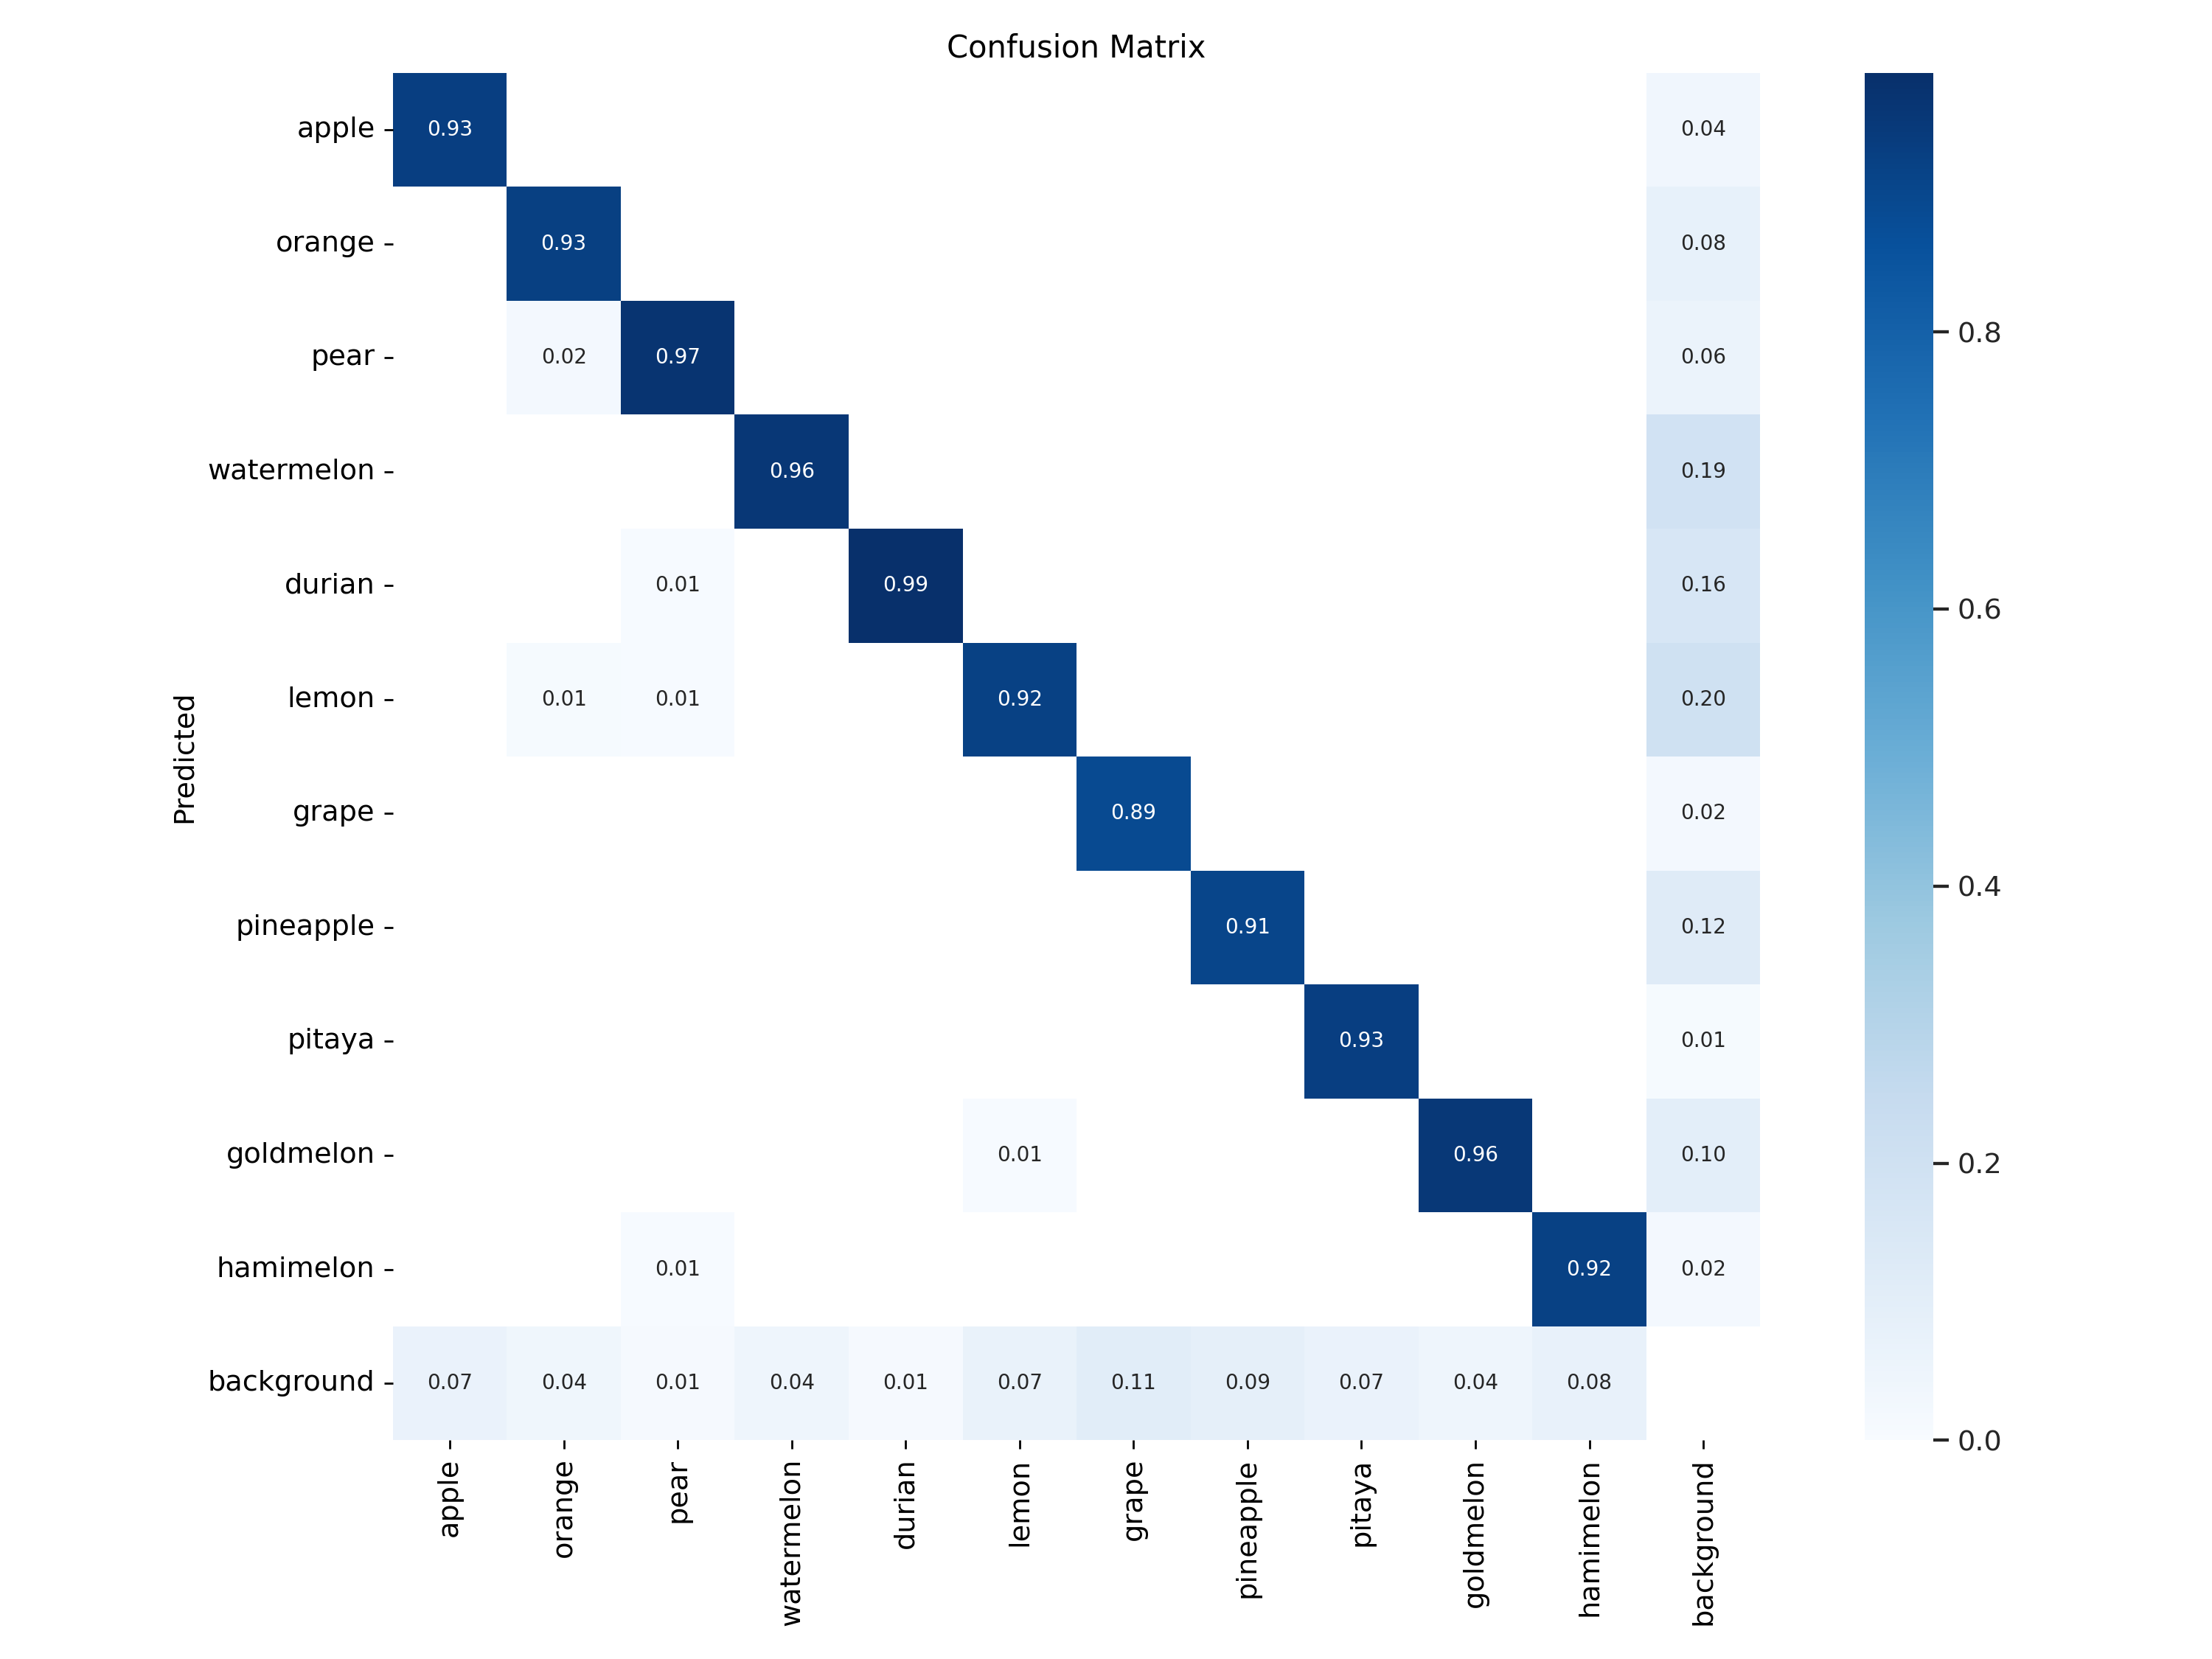 Confusion Matrix
apple 0.93 0.04
orange 0.93 0.08
pear 0.02 0.97 0.06
watermelon 0.96 0.19
durian 0.01 0.99 0.16
lemon 0.01 0.01 0.92 0.20
grape 0.89 0.02
pineapple 0.91 0.12
pitaya 0.93 0.01
goldmelon 0.01 0.96 0.10
hamimelon 0.01 0.92 0.02
background 0.07 0.04 0.01 0.04 0.01 0.07 0.11 0.09 0.07 0.04 0.08
Predicted
apple
orange
pear
watermelon
durian
lemon
grape
pineapple
pitaya
goldmelon
hamimelon
background
0.8
0.6
0.4
0.2
0.0